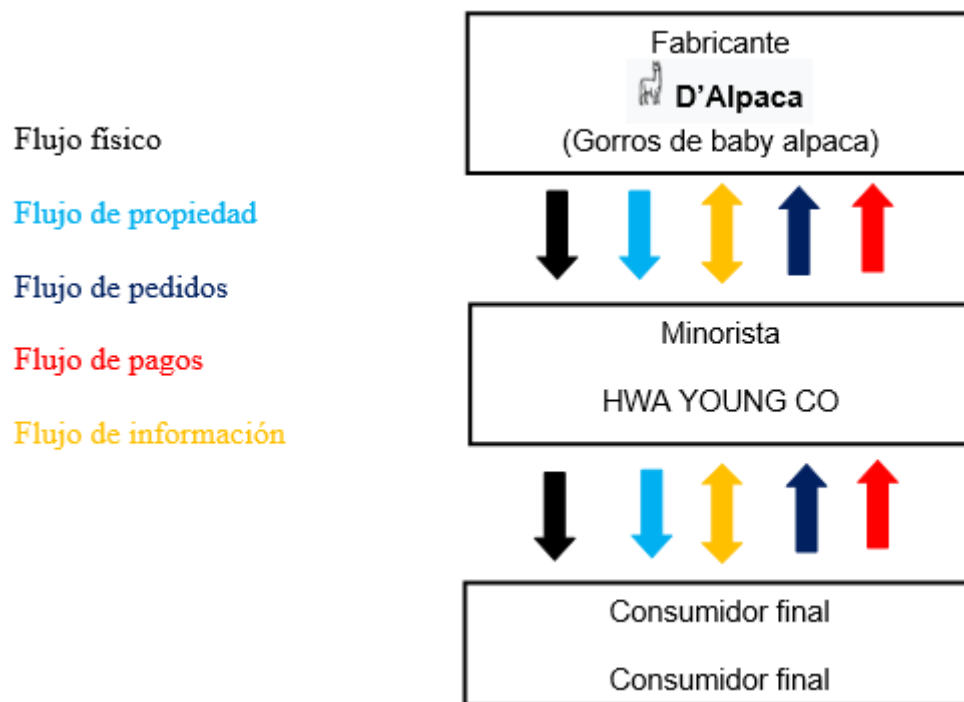 Flujo físico
Flujo de propiedad
Flujo de pedidos
Flujo de pagos
Flujo de información
Fabricante
D’Alpaca
(Gorros de baby alpaca)
Minorista
HWA YOUNG CO
Consumidor final
Consumidor final